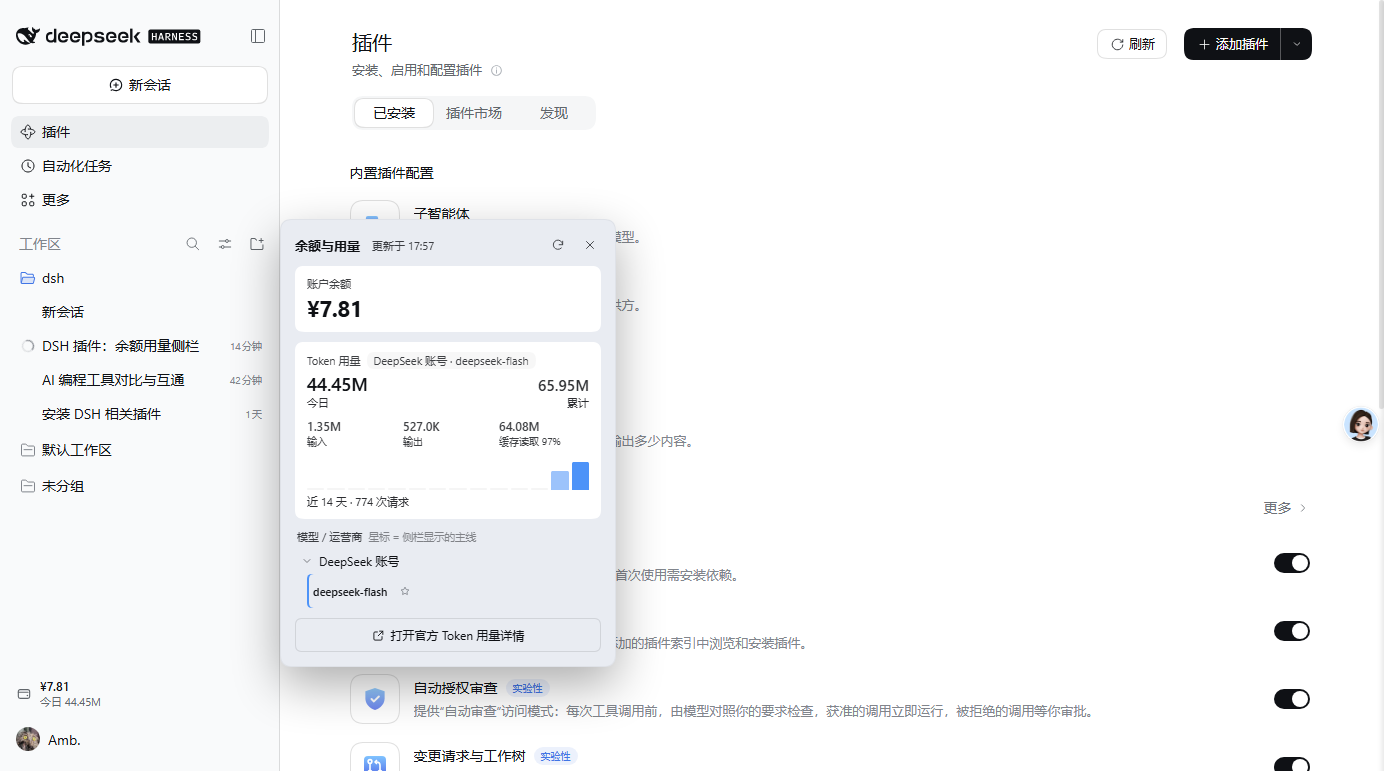 deepseek HARNESS
新会话
插件
自动化任务
更多
工作区
dsh
新会话
DSH 插件：余额用量侧栏 14分钟
AI 编程工具对比与互通 42分钟
安装 DSH 相关插件 1天
默认工作区
未分组
¥7.81
今日 44.45M
Amb.
插件
安装、启用和配置插件
刷新
添加插件
已安装 插件市场 发现
内置插件配置
子智能体
模型。
供方。
输出多少内容。
更多
首次使用需安装依赖。
添加的插件索引中浏览和安装插件。
自动授权审查 实验性
提供“自动审查”访问模式：每次工具调用前，由模型对照你的要求检查，获准的调用立即运行，被拒绝的调用等你审批。
变更请求与工作树 实验性
余额与用量 更新于 17:57
账户余额
¥7.81
Token 用量 DeepSeek 账号 · deepseek-flash
44.45M 65.95M
今日 累计
1.35M 527.0K 64.08M
输入 输出 缓存读取 97%
近 14 天 · 774 次请求
模型 / 运营商 星标 = 侧栏显示的主线
DeepSeek 账号
deepseek-flash
打开官方 Token 用量详情